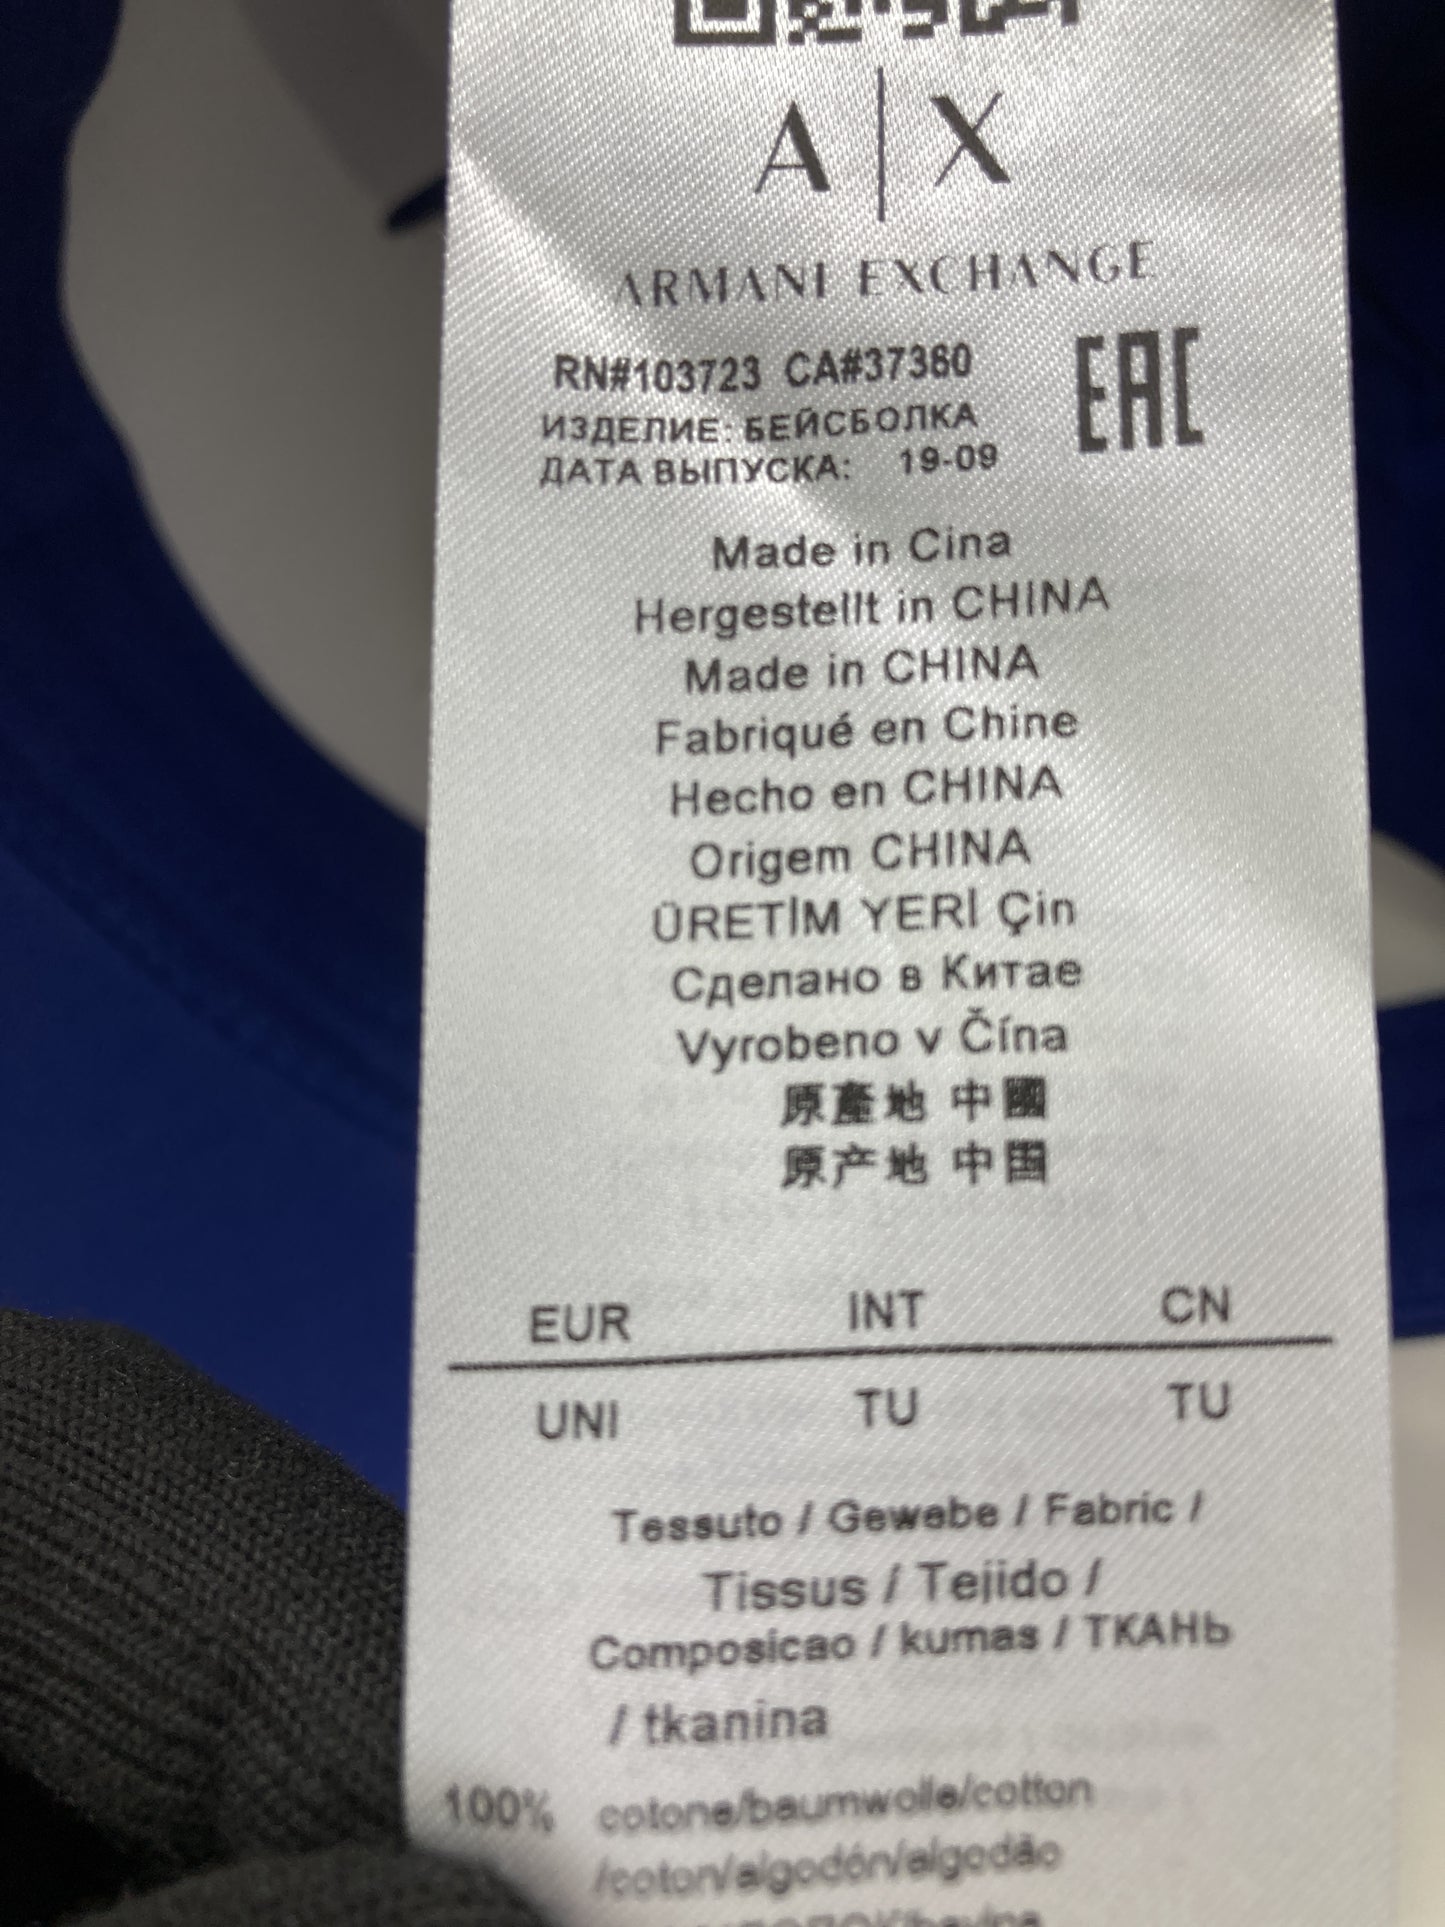 A | X
ARMANI EXCHANGE
RN#103723 CA#37360
EAC
ИЗДЕЛИЕ: БЕЙСБОЛКА
ДАТА ВЫПУСКА: 19-09
Made in Cina
Hergestellt in CHINA
Made in CHINA
Fabriqué en Chine
Hecho en CHINA
Origem CHINA
ÜRETİM YERİ Çin
Сделано в Китае
Vyrobeno v Čína
原產地 中國
原产地 中国
EUR INT CN
UNI TU TU
Tessuto / Gewebe / Fabric /
Tissus / Tejido /
Composicao / kumas / ТКАНЬ
/ tkanina
100% cotone/baumwolle/cotton
/coton/algodón/algodão